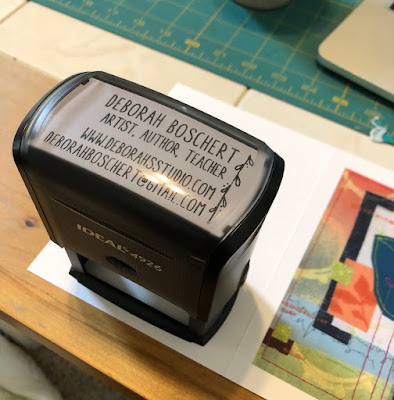 DEBORAH BOSCHERT
ARTIST, AUTHOR, TEACHER
WWW.DEBORAHSSTUDIO.COM
DEBORAHBOSCHERT@GMAIL.COM
IDEAL 4926